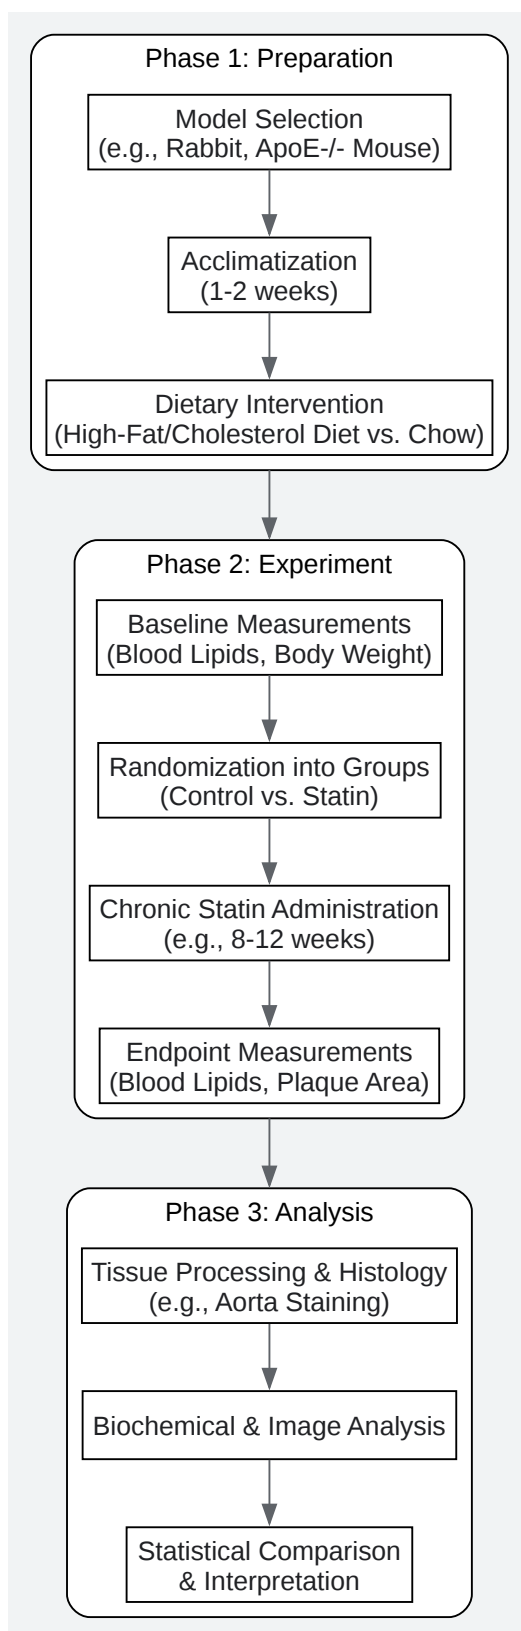 Phase 1: Preparation
Model Selection
(e.g., Rabbit, ApoE-/- Mouse)
Acclimatization
(1-2 weeks)
Dietary Intervention
(High-Fat/Cholesterol Diet vs. Chow)
Phase 2: Experiment
Baseline Measurements
(Blood Lipids, Body Weight)
Randomization into Groups
(Control vs. Statin)
Chronic Statin Administration
(e.g., 8-12 weeks)
Endpoint Measurements
(Blood Lipids, Plaque Area)
Phase 3: Analysis
Tissue Processing & Histology
(e.g., Aorta Staining)
Biochemical & Image Analysis
Statistical Comparison
& Interpretation